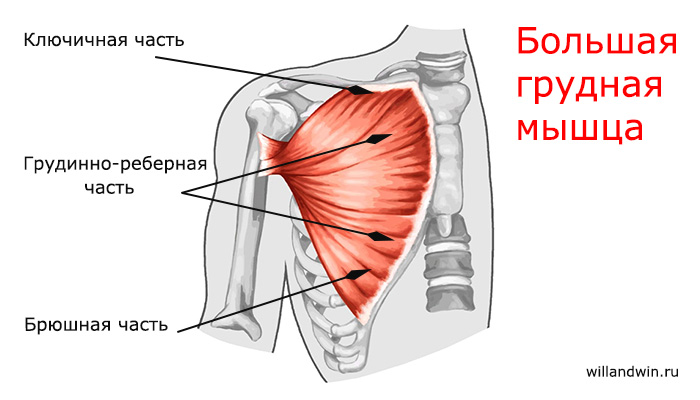 Ключичная часть
Большая
грудная
мышца
Грудинно-реберная
часть
Брюшная часть
willandwin.ru